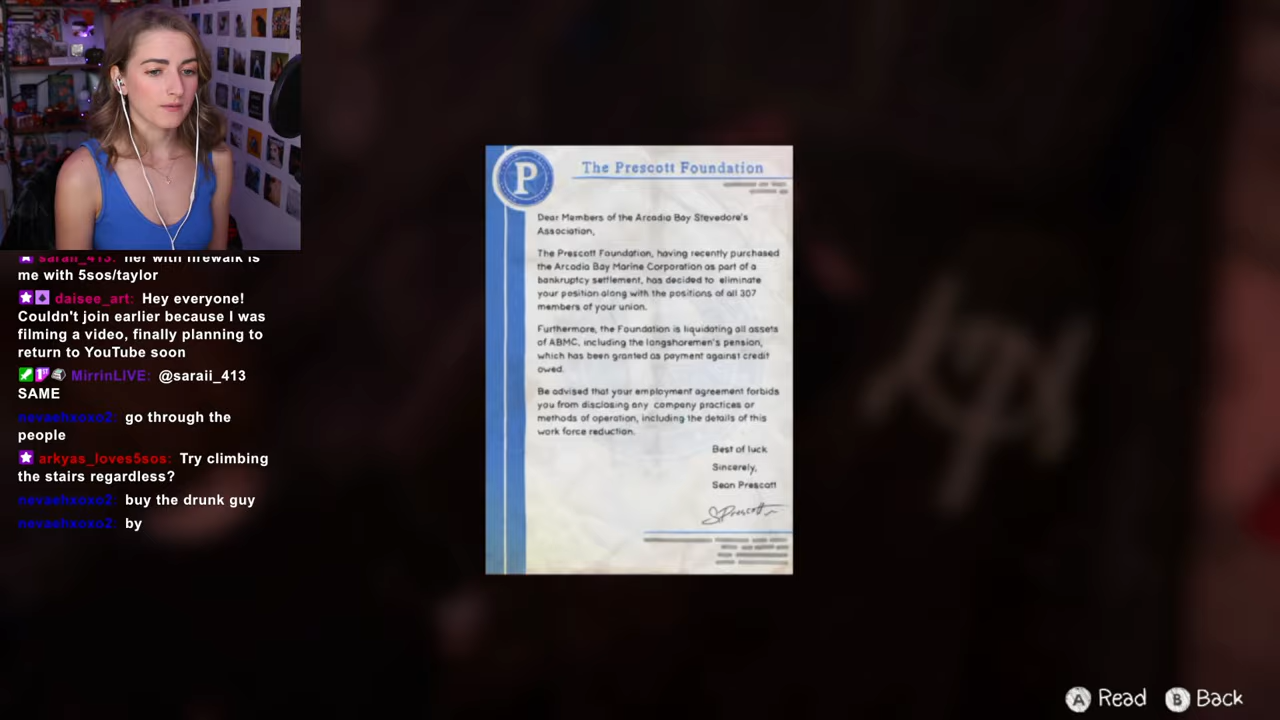 saraii_413: her with firewalk is
me with 5sos/taylor
daisee_art: Hey everyone!
Couldn't join earlier because I was
filming a video, finally planning to
return to YouTube soon
MirrinLIVE: @saraii_413
SAME
nevaehxoxo2: go through the
people
arkyas_loves5sos: Try climbing
the stairs regardless?
nevaehxoxo2: buy the drunk guy
nevaehxoxo2: by
P
The Prescott Foundation
Dear Members of the Arcadia Bay Stevedore's
Association,
The Prescott Foundation, having recently purchased
the Arcadia Bay Marine Corporation as part of a
bankruptcy settlement, has decided to eliminate
your position along with the positions of all 307
members of your union.
Furthermore, the Foundation is liquidating all assets
of ABMC, including the longshoremen's pension,
which has been granted as payment against credit
owed.
Be advised that your employment agreement forbids
you from disclosing any company practices or
methods of operation, including the details of this
work force reduction.
Best of luck
Sincerely,
Sean Prescott
SPrescott
A Read B Back